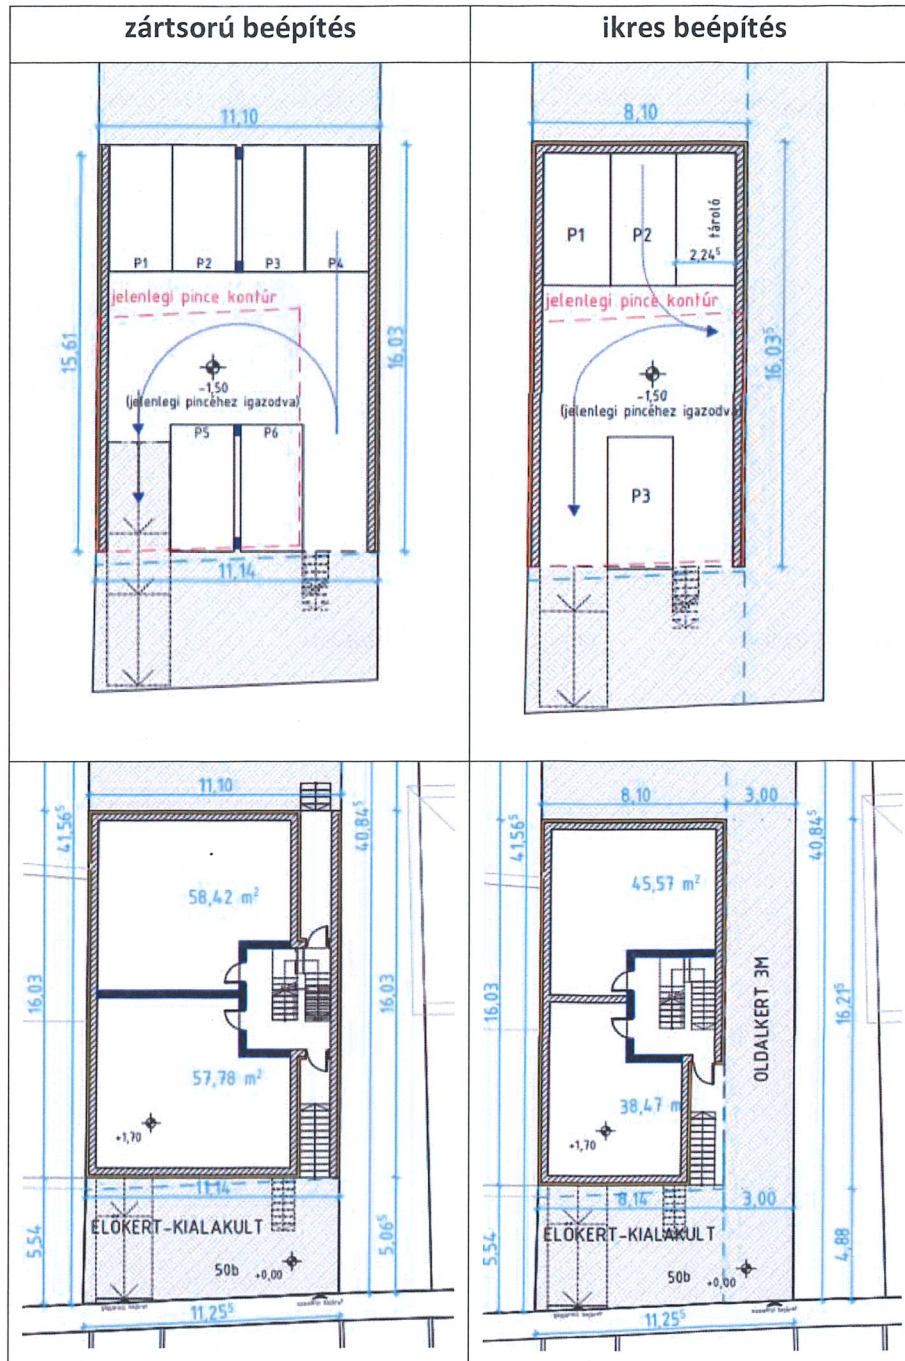 zártsorú beépítés
ikres beépítés
11,10
P1 P2 P3 P4
jelenlegi pince kontúr
15,61
16,03
-1,50
(jelenlegi pincéhez igazodva)
P5 P6
11,14
8,10
P1 P2 tároló
2,24⁵
jelenlegi pince kontúr
16,03⁵
-1,50
(jelenlegi pincéhez igazodva
P3
11,10
41,56⁵
40,84⁵
58,42 m²
16,03
16,03
57,78 m²
+1,70
11,14
ELŐKERT-KIALAKULT
5,54
5,06⁵
50b +0,00
11,25⁵
8,10 3,00
41,56⁵
40,84⁵
45,57 m²
16,03
16,21⁵
OLDALKERT 3M
38,47 m
+1,70
8,14 3,00
ELŐKERT-KIALAKULT
5,54
4,88
50b +0,00
11,25⁵